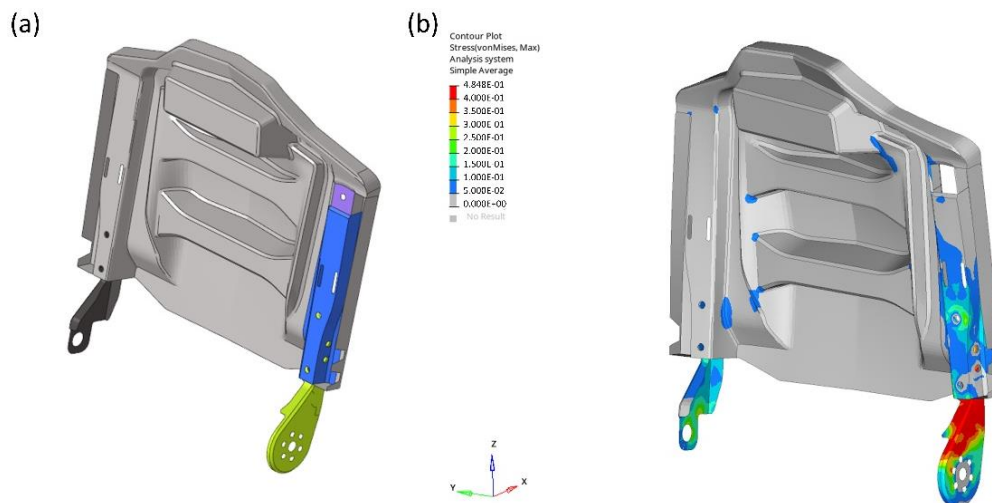 (a)
(b)
Contour Plot
Stress(vonMises, Max)
Analysis system
Simple Average
4.848E-01
4.000E-01
3.500E-01
3.000E-01
2.500E-01
2.000E-01
1.500E-01
1.000E-01
5.000E-02
0.000E+00
No Result
Z
Y
X